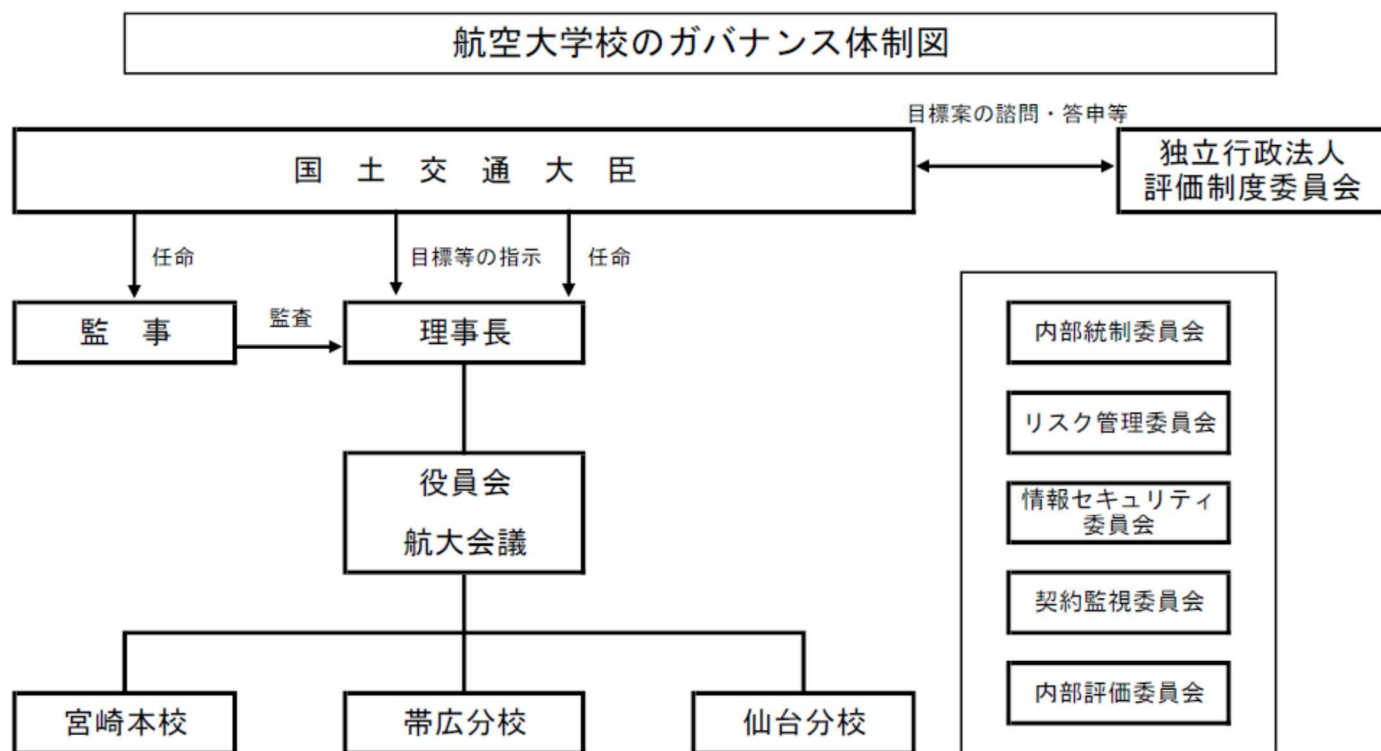 航空大学校のガバナンス体制図
目標案の諮問・答申等
国　土　交　通　大　臣
独立行政法人
評価制度委員会
任命
目標等の指示
任命
監　事
監査
理事長
内部統制委員会
リスク管理委員会
役員会
航大会議
情報セキュリティ
委員会
契約監視委員会
内部評価委員会
宮崎本校
帯広分校
仙台分校